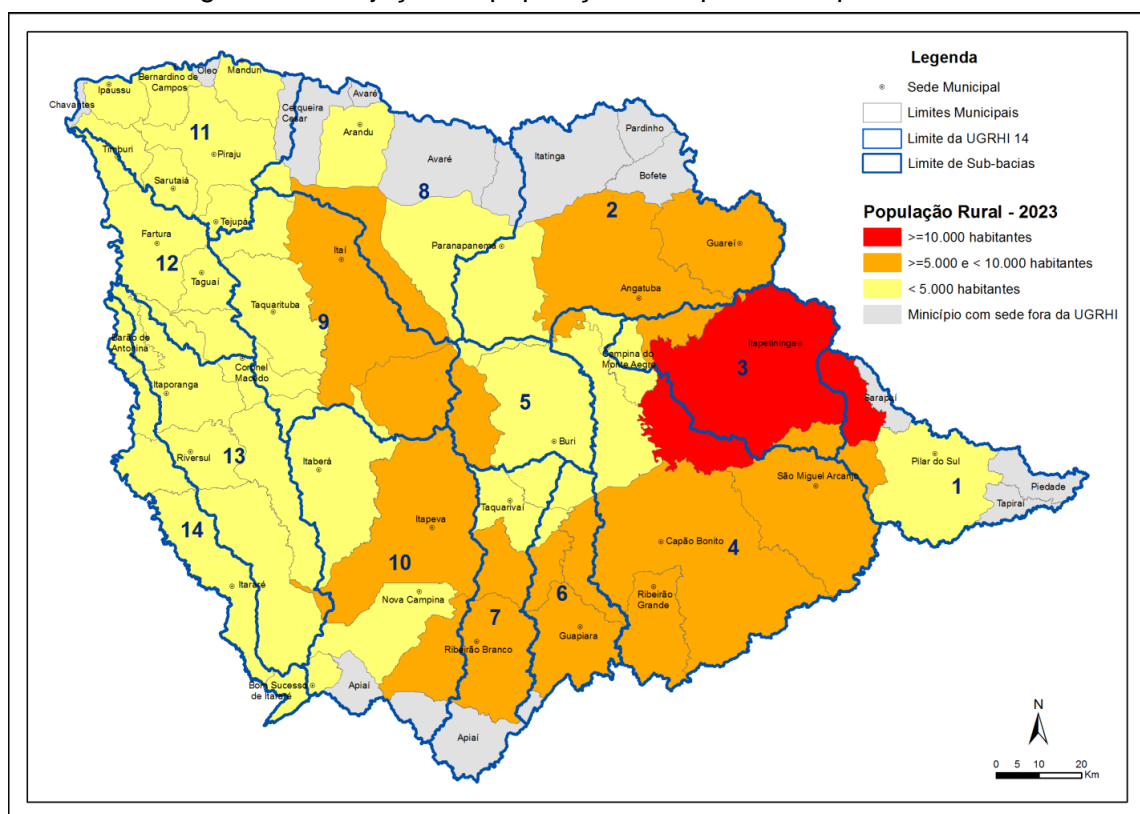 Legenda
Sede Municipal
Limites Municipais
Limite da UGRHI 14
Limite de Sub-bacias
População Rural - 2023
>=10.000 habitantes
>=5.000 e < 10.000 habitantes
< 5.000 habitantes
Minicípio com sede fora da UGRHI
Chavantes
Ipaussu
Bernardino de
Campos
Óleo
Manduri
Cerqueira
Cesar
Avaré
Arandu
11
Timburi
Piraju
Sarutaiá
Tejupá
Avaré
8
Itatinga
Pardinho
Bofete
2
Guareí
Angatuba
Paranapanema
Fartura
12
Taguaí
Itaí
Taquarituba
9
Barão de
Antonina
Coronel
Macedo
Itaporanga
Campina do
Monte Aegre
Itapetininga
3
Sarapuí
5
Buri
Riversul
13
Itaberá
Pilar do Sul
1
Piedade
Tapiraí
São Miguel Arcanjo
Taquarivaí
Itapeva
14
10
Capão Bonito
4
Itararé
Nova Campina
Ribeirão
Grande
6
7
Guapiara
Ribeirão Branco
Bom Sucesso
de Itararé
Apiaí
Apiaí
N
0 5 10 20
Km